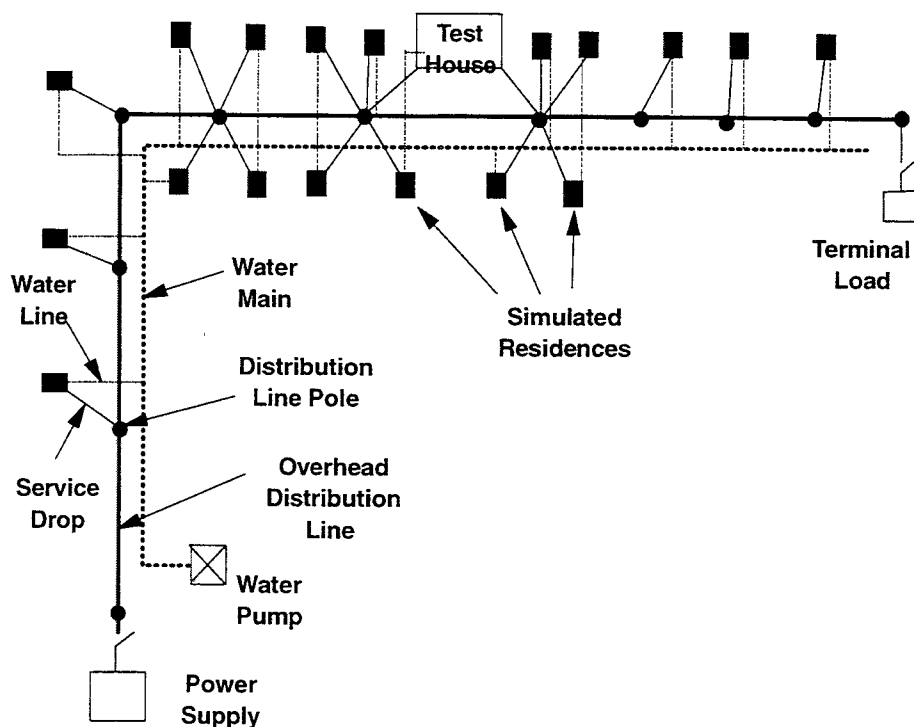 Test
House
Terminal
Load
Water
Main
Water
Line
Simulated
Residences
Distribution
Line Pole
Service
Drop
Overhead
Distribution
Line
Water
Pump
Power
Supply